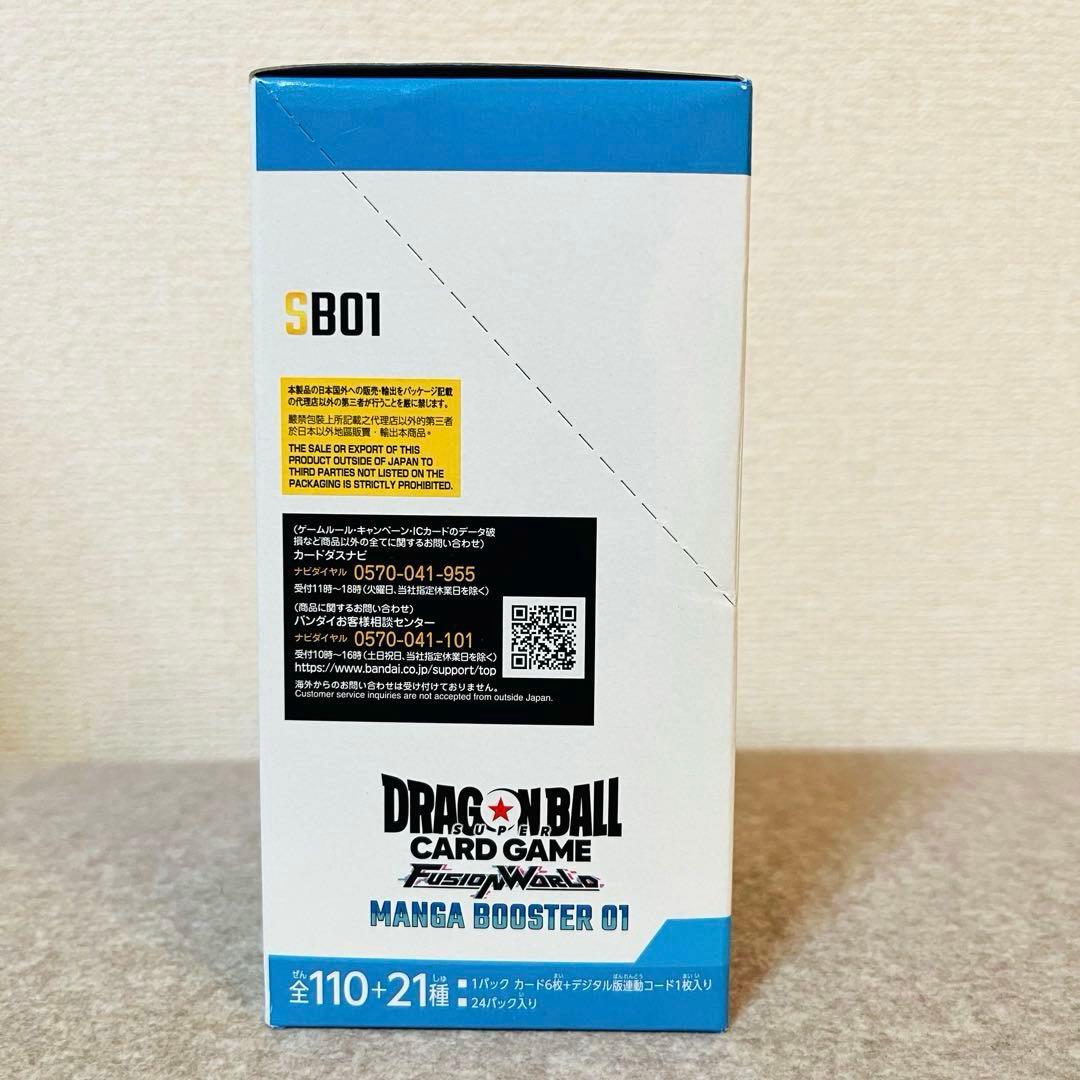 SB01
本製品の日本国外への販売・輸出をパッケージ記載
の代理店以外の第三者が行うことを厳に禁じます。
嚴禁包裝上所記載之代理店以外的第三者
於日本以外地區販賣・輸出本商品。
THE SALE OR EXPORT OF THIS
PRODUCT OUTSIDE OF JAPAN TO
THIRD PARTIES NOT LISTED ON THE
PACKAGING IS STRICTLY PROHIBITED.
(ゲームルール・キャンペーン・ICカードのデータ破
損など商品以外の全てに関するお問い合わせ)
カードダスナビ
ナビダイヤル 0570-041-955
受付11時〜18時(火曜日、当社指定休業日を除く)
(商品に関するお問い合わせ)
バンダイお客様相談センター
ナビダイヤル 0570-041-101
受付10時〜16時(土日祝日、当社指定休業日を除く)
https://www.bandai.co.jp/support/top
海外からのお問い合わせは受け付けておりません。
Customer service inquiries are not accepted from outside Japan.
DRAGON BALL
SUPER
CARD GAME
FUSION WORLD
MANGA BOOSTER 01
ぜん しゅ
全110+21種
まい ばんれんどう まい い
■1パック カード6枚+デジタル版連動コード1枚入り
い
■24パック入り